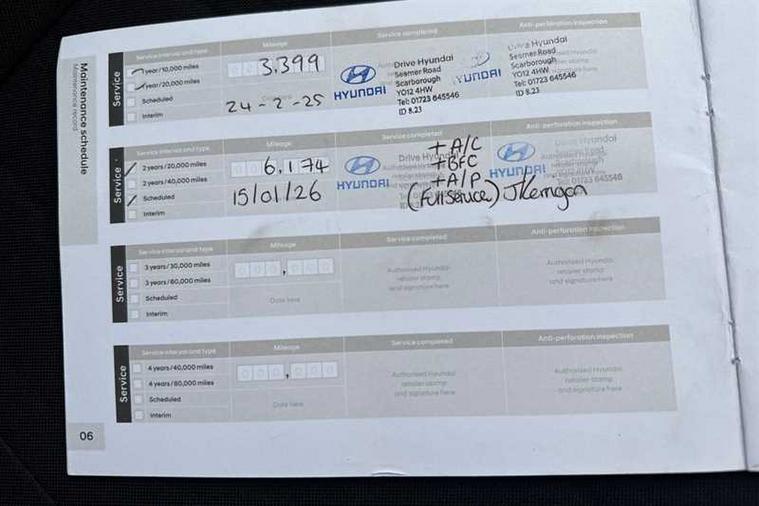 Maintenance schedule
Maintenance record
Service
Service interval and type
Mileage
Service completed
Anti-perforation inspection
1 year/10,000 miles
1 year/20,000 miles
Scheduled
Interim
3,399
24-2-25
HYUNDAI
Drive Hyundai
Seamer Road
Scarborough
YO12 4HW
Tel: 01723 645546
ID 8.23
HYUNDAI
Drive Hyundai
Seamer Road
Scarborough
YO12 4HW
Tel: 01723 645546
ID 8.23
Service
Service interval and type
Mileage
Service completed
Anti-perforation inspection
2 years/20,000 miles
2 years/40,000 miles
Scheduled
Interim
6,174
15/01/26
HYUNDAI
Drive Hyundai
+ A/C
+ BFC
+ A/P
(Full Service)
HYUNDAI
Service
Service interval and type
Mileage
Service completed
Anti-perforation inspection
3 years/30,000 miles
3 years/60,000 miles
Scheduled
Interim
000,000
Date here
Authorised Hyundai
retailer stamp
and signature here
Authorised Hyundai
retailer stamp
and signature here
Service
Service interval and type
Mileage
Service completed
Anti-perforation inspection
4 years/40,000 miles
4 years/80,000 miles
Scheduled
Interim
000,000
Date here
Authorised Hyundai
retailer stamp
and signature here
Authorised Hyundai
retailer stamp
and signature here
06